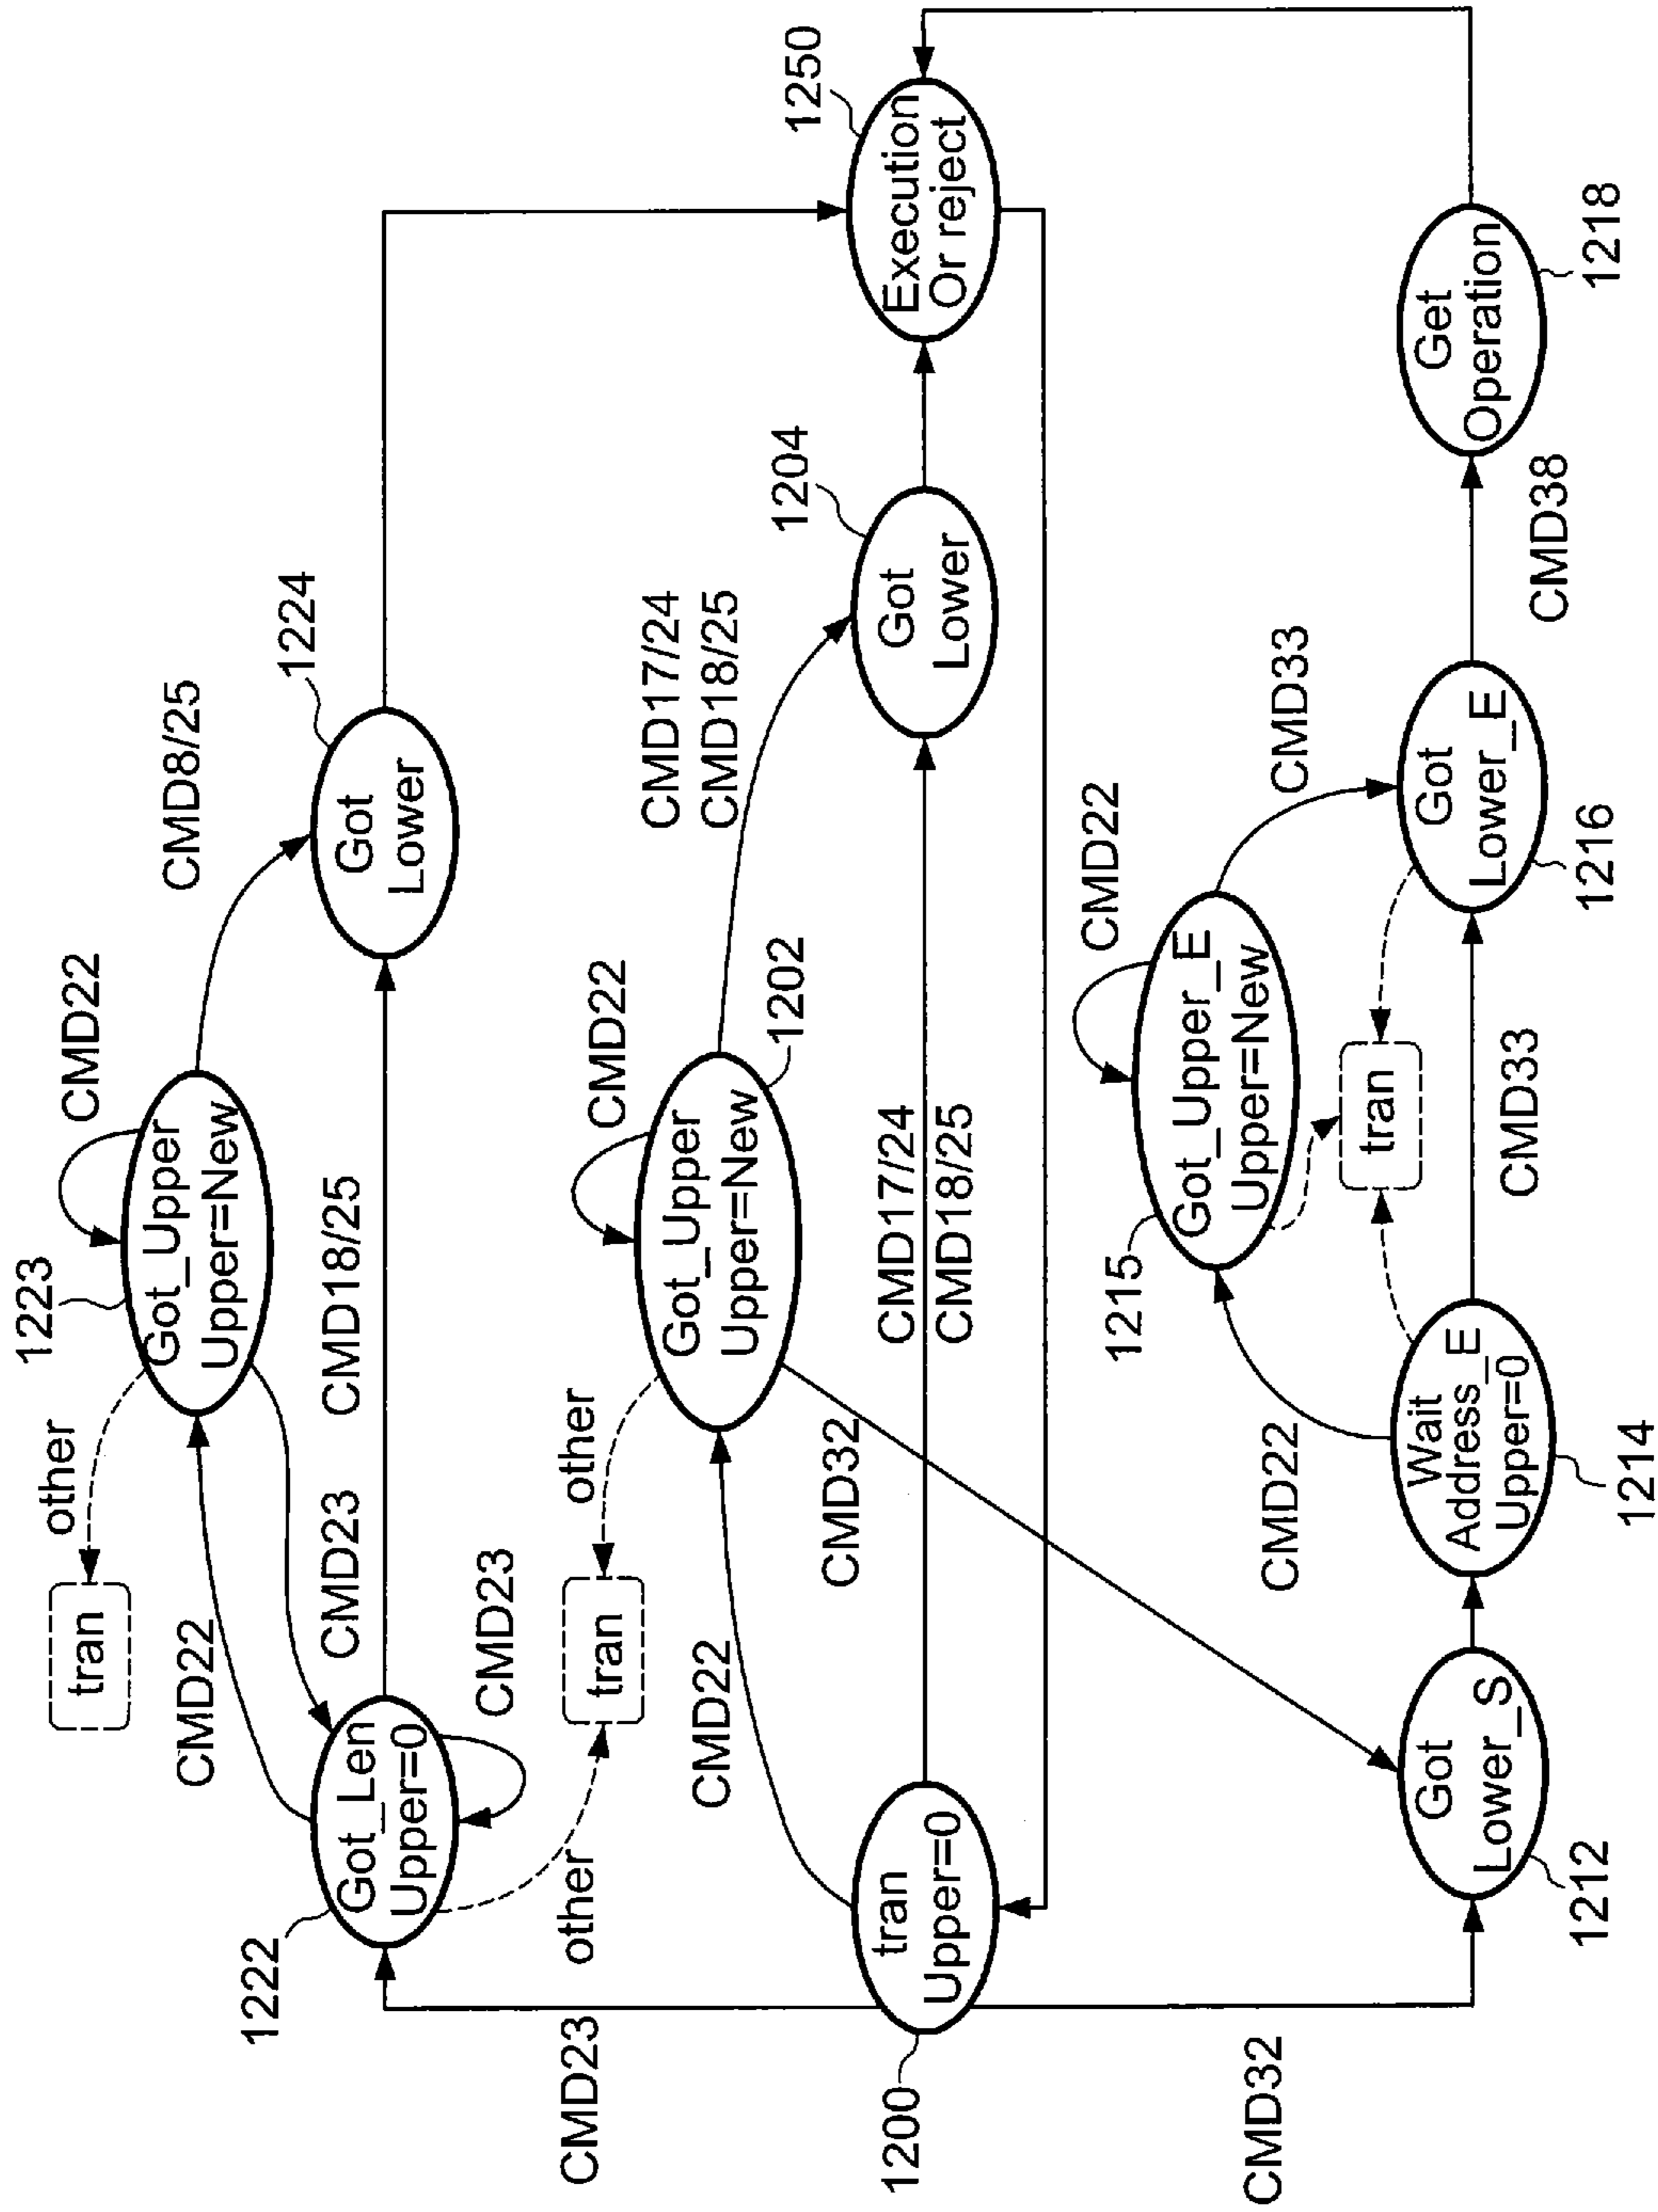 1223
other
tran
CMD22
Got_Upper
Upper=New
CMD8/25
CMD22
CMD23
1224
Got
Lower
1222
Got_Len
Upper=0
CMD18/25
CMD23
CMD23
other
tran
other
CMD22
Got_Upper
Upper=New
1202
CMD17/24
CMD18/25
CMD22
CMD32
1204
Got
Lower
1250
Execution
Or reject
1200
tran
Upper=0
CMD17/24
CMD18/25
CMD32
1215
CMD22
Got_Upper_E
Upper=New
CMD22
CMD33
tran
1212
Got
Lower_S
1214
Wait
Address_E
Upper=0
CMD33
1216
Got
Lower_E
CMD38
Get
Operation
1218